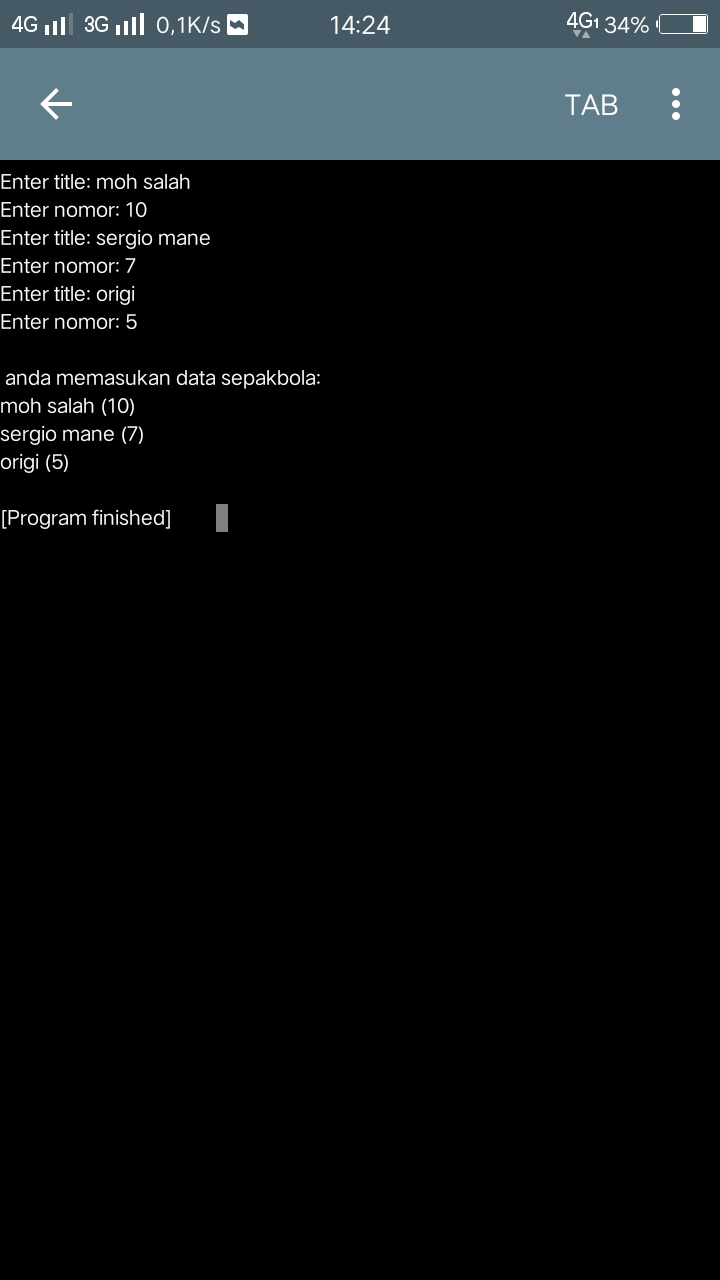 4G 3G 0,1K/s 14:24 4G1 34%
TAB
Enter title: moh salah
Enter nomor: 10
Enter title: sergio mane
Enter nomor: 7
Enter title: origi
Enter nomor: 5
anda memasukan data sepakbola:
moh salah (10)
sergio mane (7)
origi (5)
[Program finished]